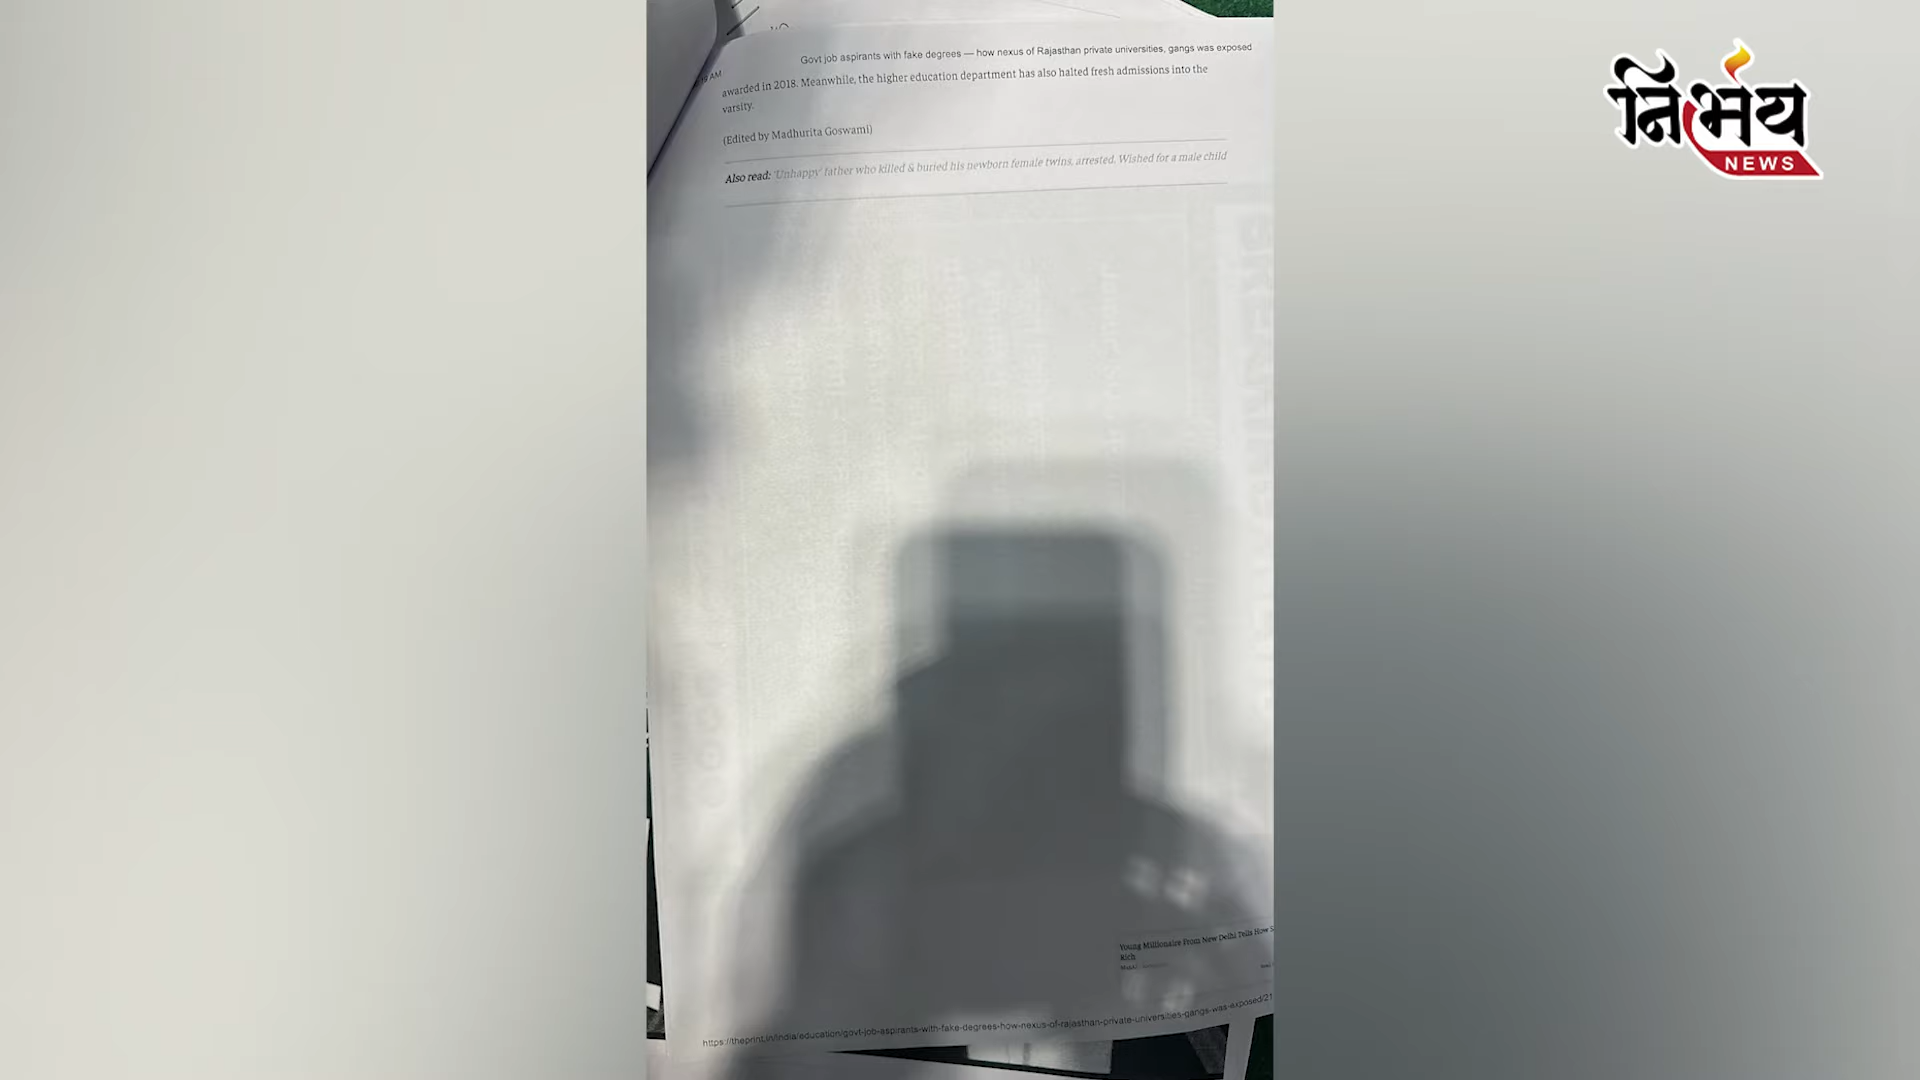 Govt job aspirants with fake degrees — how nexus of Rajasthan private universities, gangs was exposed
AM
awarded in 2018. Meanwhile, the higher education department has also halted fresh admissions into the
varsity.
(Edited by Madhurita Goswami)
Also read: 'Unhappy' father who killed & buried his newborn female twins, arrested. Wished for a male child
निर्भय
NEWS
Young Millionaire From New Delhi Tells How
Rich
https://theprint.in/india/education/govt-job-aspirants-with-fake-degrees-how-nexus-of-rajasthan-private-universities-gangs-was-exposed/21